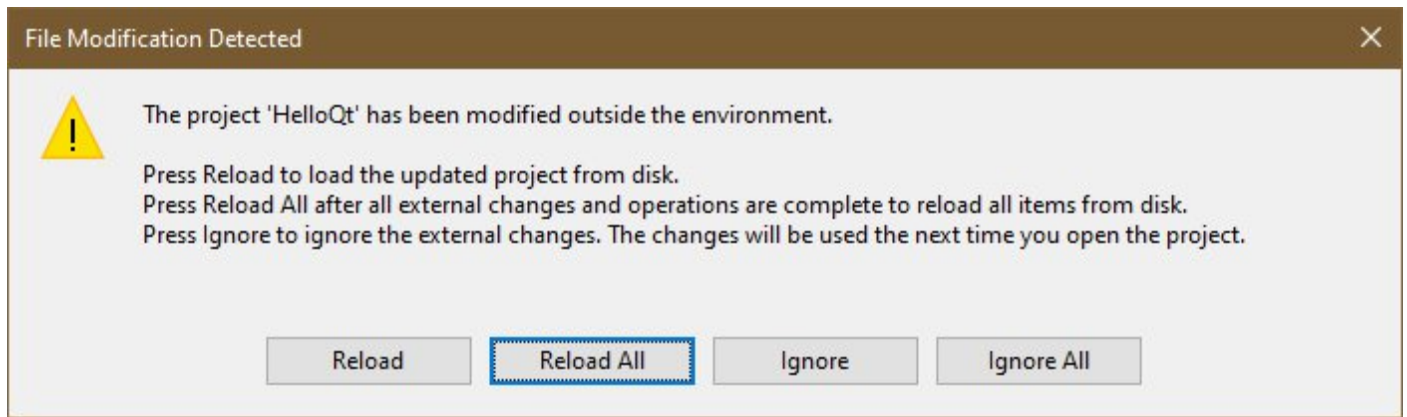 File Modification Detected
The project 'HelloQt' has been modified outside the environment.
Press Reload to load the updated project from disk.
Press Reload All after all external changes and operations are complete to reload all items from disk.
Press Ignore to ignore the external changes. The changes will be used the next time you open the project.
Reload Reload All Ignore Ignore All